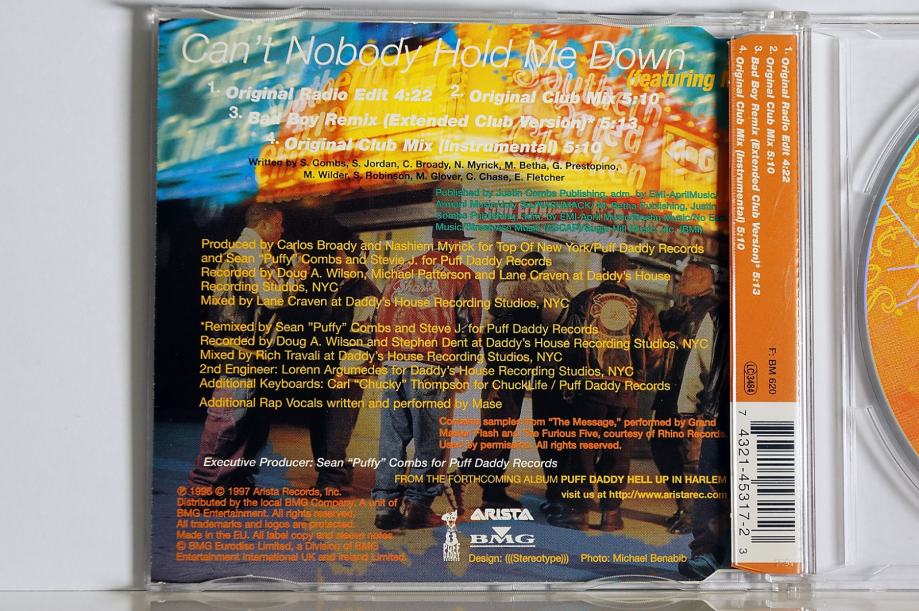 Can't Nobody Hold Me Down
(featuring
1. Original Radio Edit 4:22 2. Original Club Mix 5:10
3. Bad Boy Remix (Extended Club Version)* 5:13
4. Original Club Mix (Instrumental) 5:10
Written by S. Combs, S. Jordan, C. Broady, N. Myrick, M. Betha, G. Prestopino,
M. Wilder, S. Robinson, M. Glover, C. Chase, E. Fletcher
Published by Justin Combs Publishing, adm. by EMI-April Music/
Publishing, Justin
Combs Publishing, adm. by EMI-April Music
Music Inc. (BMI)
Produced by Carlos Broady and Nashiem Myrick for Top Of New York/Puff Daddy Records
and Sean "Puffy" Combs and Stevie J. for Puff Daddy Records
Recorded by Doug A. Wilson, Michael Patterson and Lane Craven at Daddy's House
Recording Studios, NYC
Mixed by Lane Craven at Daddy's House Recording Studios, NYC
*Remixed by Sean "Puffy" Combs and Steve J. for Puff Daddy Records
Recorded by Doug A. Wilson and Stephen Dent at Daddy's House Recording Studios, NYC
Mixed by Rich Travali at Daddy's House Recording Studios, NYC
2nd Engineer: Lorenn Argumedes for Daddy's House Recording Studios, NYC
Additional Keyboards: Carl "Chucky" Thompson for ChuckLife / Puff Daddy Records
Additional Rap Vocals written and performed by Mase
Contains samples from "The Message," performed by Grand
Master Flash and The Furious Five, courtesy of Rhino Records.
Used by permission. All rights reserved.
Executive Producer: Sean "Puffy" Combs for Puff Daddy Records
FROM THE FORTHCOMING ALBUM PUFF DADDY HELL UP IN HARLEM
visit us at http://www.aristarec.com
℗ 1996 © 1997 Arista Records, Inc.
Distributed by the local BMG Company. A unit of
BMG Entertainment. All rights reserved.
All trademarks and logos are protected.
Made in the EU. All label copy and sleeve notes
© BMG Eurodisc Limited, a Division of BMG
Entertainment International UK and Ireland Limited.
PUFF DADDY
ARISTA
BMG
Design: (((Stereotype))) Photo: Michael Benabib
1. Original Radio Edit 4:22
2. Original Club Mix 5:10
3. Bad Boy Remix (Extended Club Version)* 5:13
4. Original Club Mix (Instrumental) 5:10
F: BM 620
LC 3484
7 4321-45317-2 3